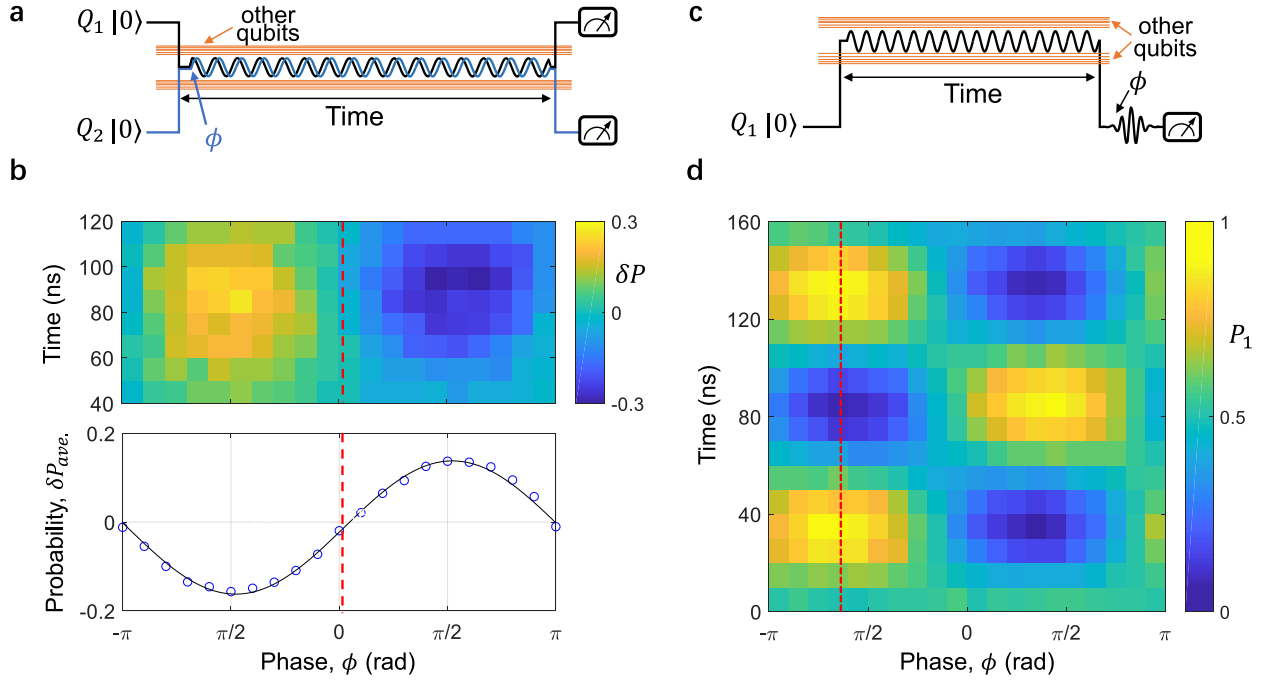 a
Q1 |0⟩
other
qubits
Time
Q2 |0⟩
ϕ
b
120
100
80
60
40
Time (ns)
0.3
0
-0.3
δP
0.2
0
-0.2
Probability, δPave.
-π
π/2
0
π/2
π
Phase, ϕ (rad)
c
other
qubits
Time
ϕ
Q1 |0⟩
d
160
120
80
40
0
Time (ns)
1
0.5
0
P1
-π
π/2
0
π/2
π
Phase, ϕ (rad)